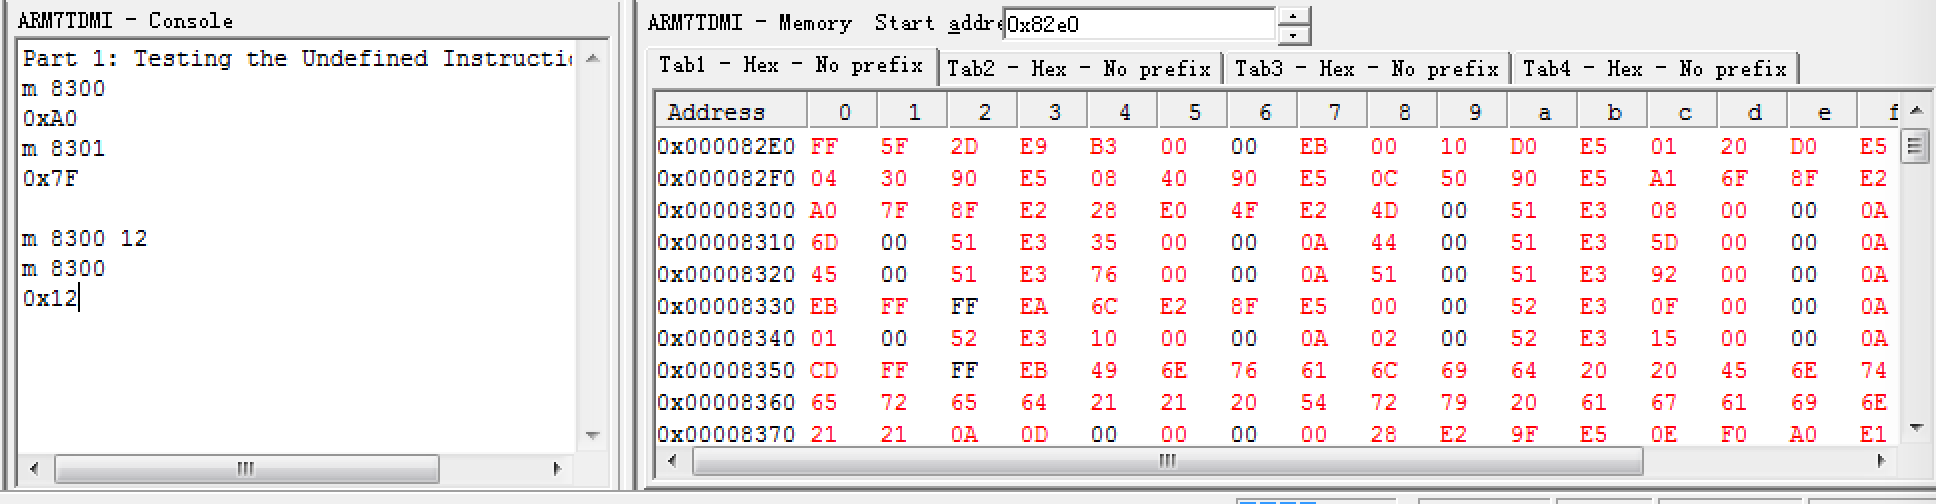 ARM7TDMI - Console
Part 1: Testing the Undefined Instructi
m 8300
0xA0
m 8301
0x7F
m 8300 12
m 8300
0x12
ARM7TDMI - Memory Start addre 0x82e0
Tab1 - Hex - No prefix Tab2 - Hex - No prefix Tab3 - Hex - No prefix Tab4 - Hex - No prefix
Address 0 1 2 3 4 5 6 7 8 9 a b c d e f
0x000082E0 FF 5F 2D E9 B3 00 00 EB 00 10 D0 E5 01 20 D0 E5
0x000082F0 04 30 90 E5 08 40 90 E5 0C 50 90 E5 A1 6F 8F E2
0x00008300 A0 7F 8F E2 28 E0 4F E2 4D 00 51 E3 08 00 00 0A
0x00008310 6D 00 51 E3 35 00 00 0A 44 00 51 E3 5D 00 00 0A
0x00008320 45 00 51 E3 76 00 00 0A 51 00 51 E3 92 00 00 0A
0x00008330 EB FF FF EA 6C E2 8F E5 00 00 52 E3 0F 00 00 0A
0x00008340 01 00 52 E3 10 00 00 0A 02 00 52 E3 15 00 00 0A
0x00008350 CD FF FF EB 49 6E 76 61 6C 69 64 20 20 45 6E 74
0x00008360 65 72 65 64 21 21 20 54 72 79 20 61 67 61 69 6E
0x00008370 21 21 0A 0D 00 00 00 00 28 E2 9F E5 0E F0 A0 E1